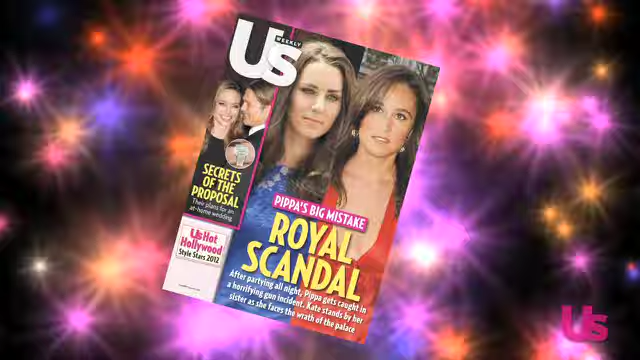 Us
WEEKLY
SECRETS
OF THE
PROPOSAL
Their plans for an
at-home wedding
Us Hot
Hollywood
Style Stars 2012
PIPPA'S BIG MISTAKE
ROYAL
SCANDAL
After partying all night, Pippa gets caught in
a horrifying gun incident. Kate stands by her
sister as she faces the wrath of the palace
Us